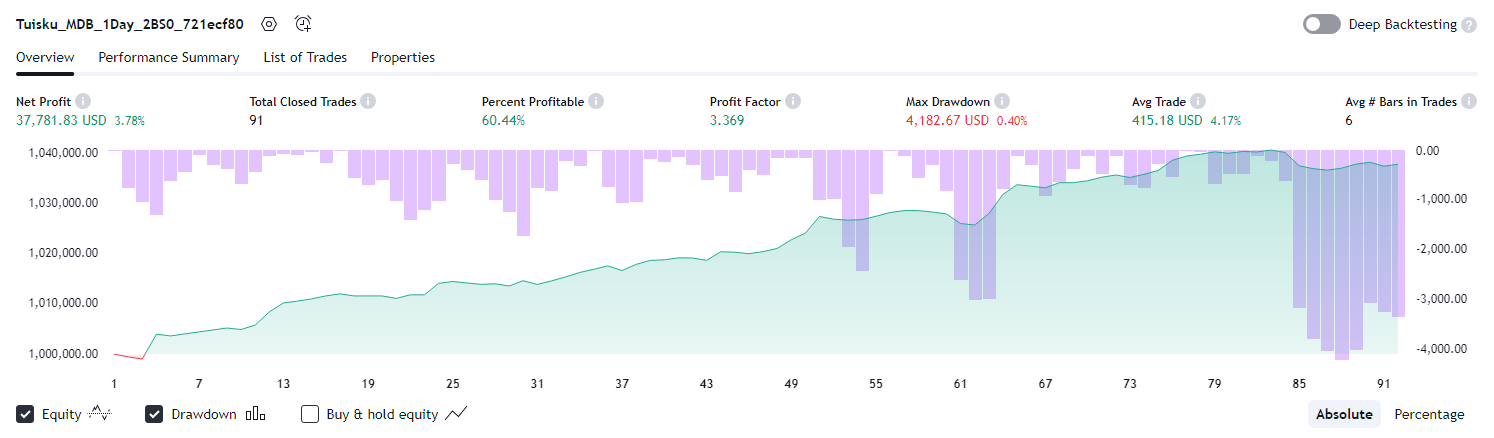 Tuisku_MDB_1Day_2BS0_721ecf80 Deep Backtesting ?
Overview Performance Summary List of Trades Properties
Net Profit i Total Closed Trades i Percent Profitable i Profit Factor i Max Drawdown i Avg Trade i Avg # Bars in Trades i
37,781.83 USD 3.78% 91 60.44% 3.369 4,182.67 USD 0.40% 415.18 USD 4.17% 6
1,040,000.00 0.00
1,030,000.00 -1,000.00
1,020,000.00 -2,000.00
1,010,000.00 -3,000.00
1,000,000.00 -4,000.00
1 7 13 19 25 31 37 43 49 55 61 67 73 79 85 91
Equity Drawdown Buy & hold equity Absolute Percentage